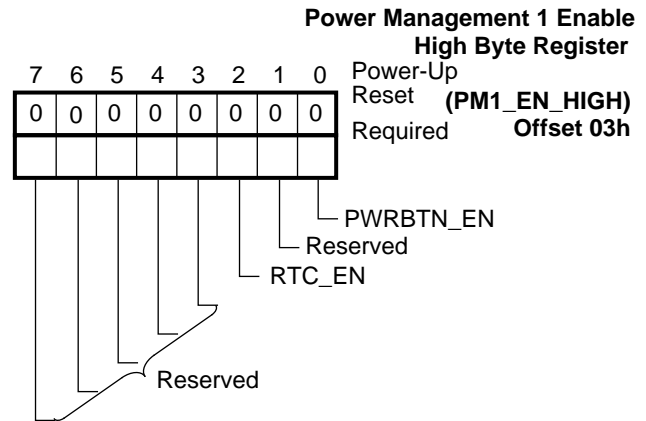 Power Management 1 Enable
High Byte Register
(PM1_EN_HIGH)
Offset 03h
7 6 5 4 3 2 1 0
Power-Up
Reset
0 0 0 0 0 0 0 0
Required
PWRBTN_EN
Reserved
RTC_EN
Reserved